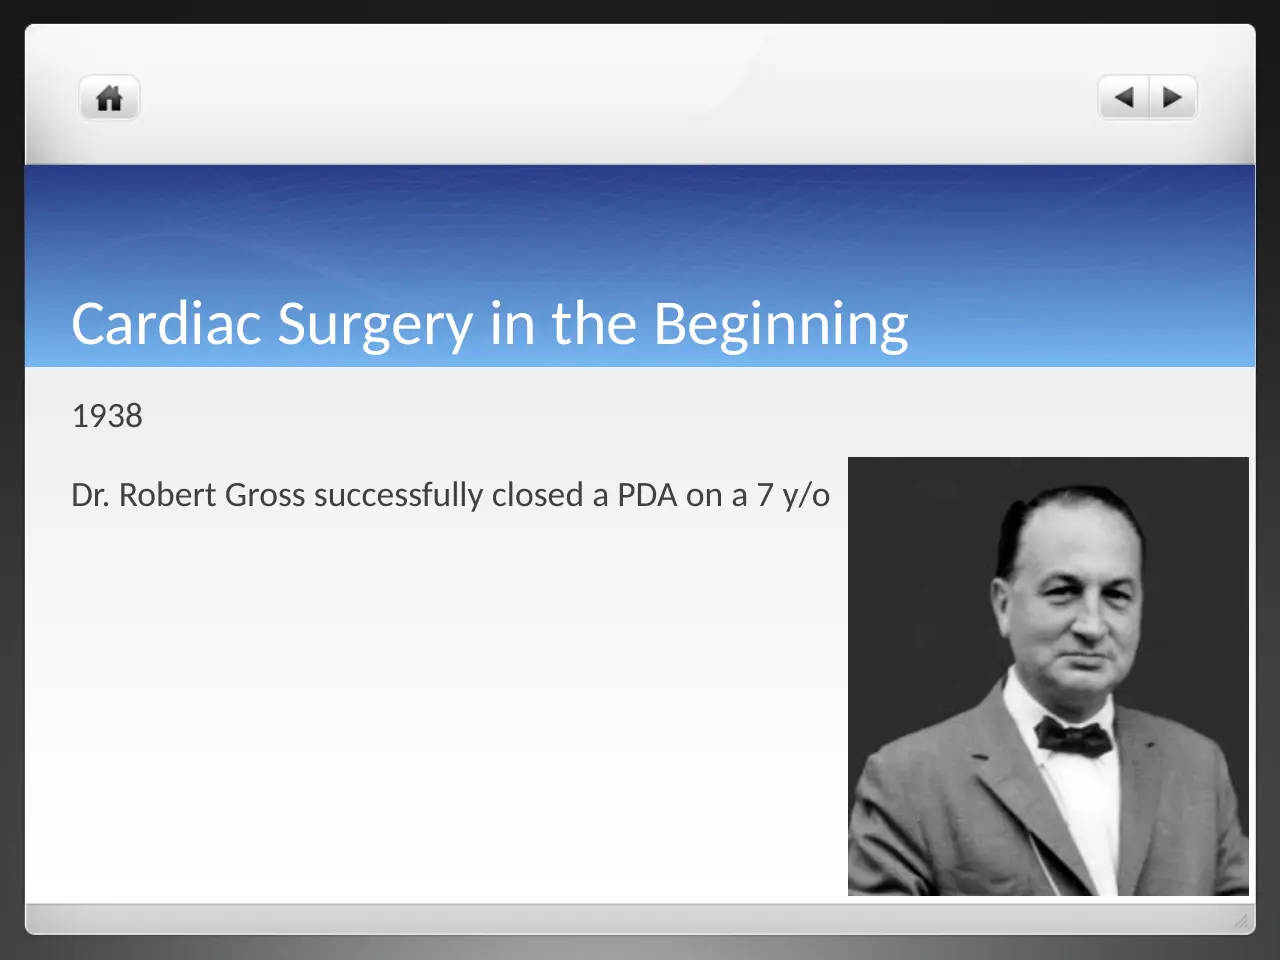 Cardiac Surgery in the Beginning
1938
Dr. Robert Gross successfully closed a PDA on a 7 y/o